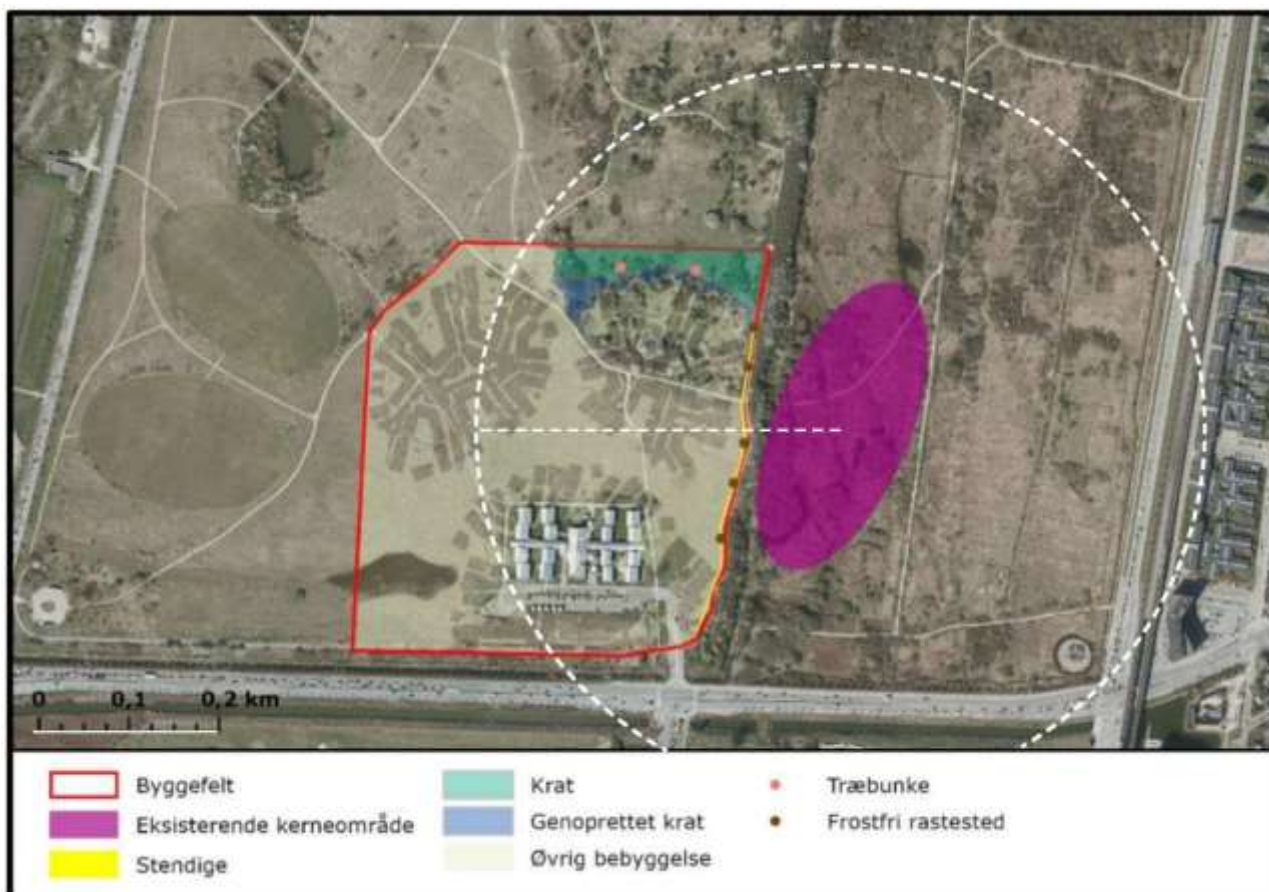 0 0,1 0,2 km
Byggefelt
Eksisterende kerneområde
Stendige
Krat
Genoprettet krat
Øvrig bebyggelse
Træbunke
Frostfri rastested